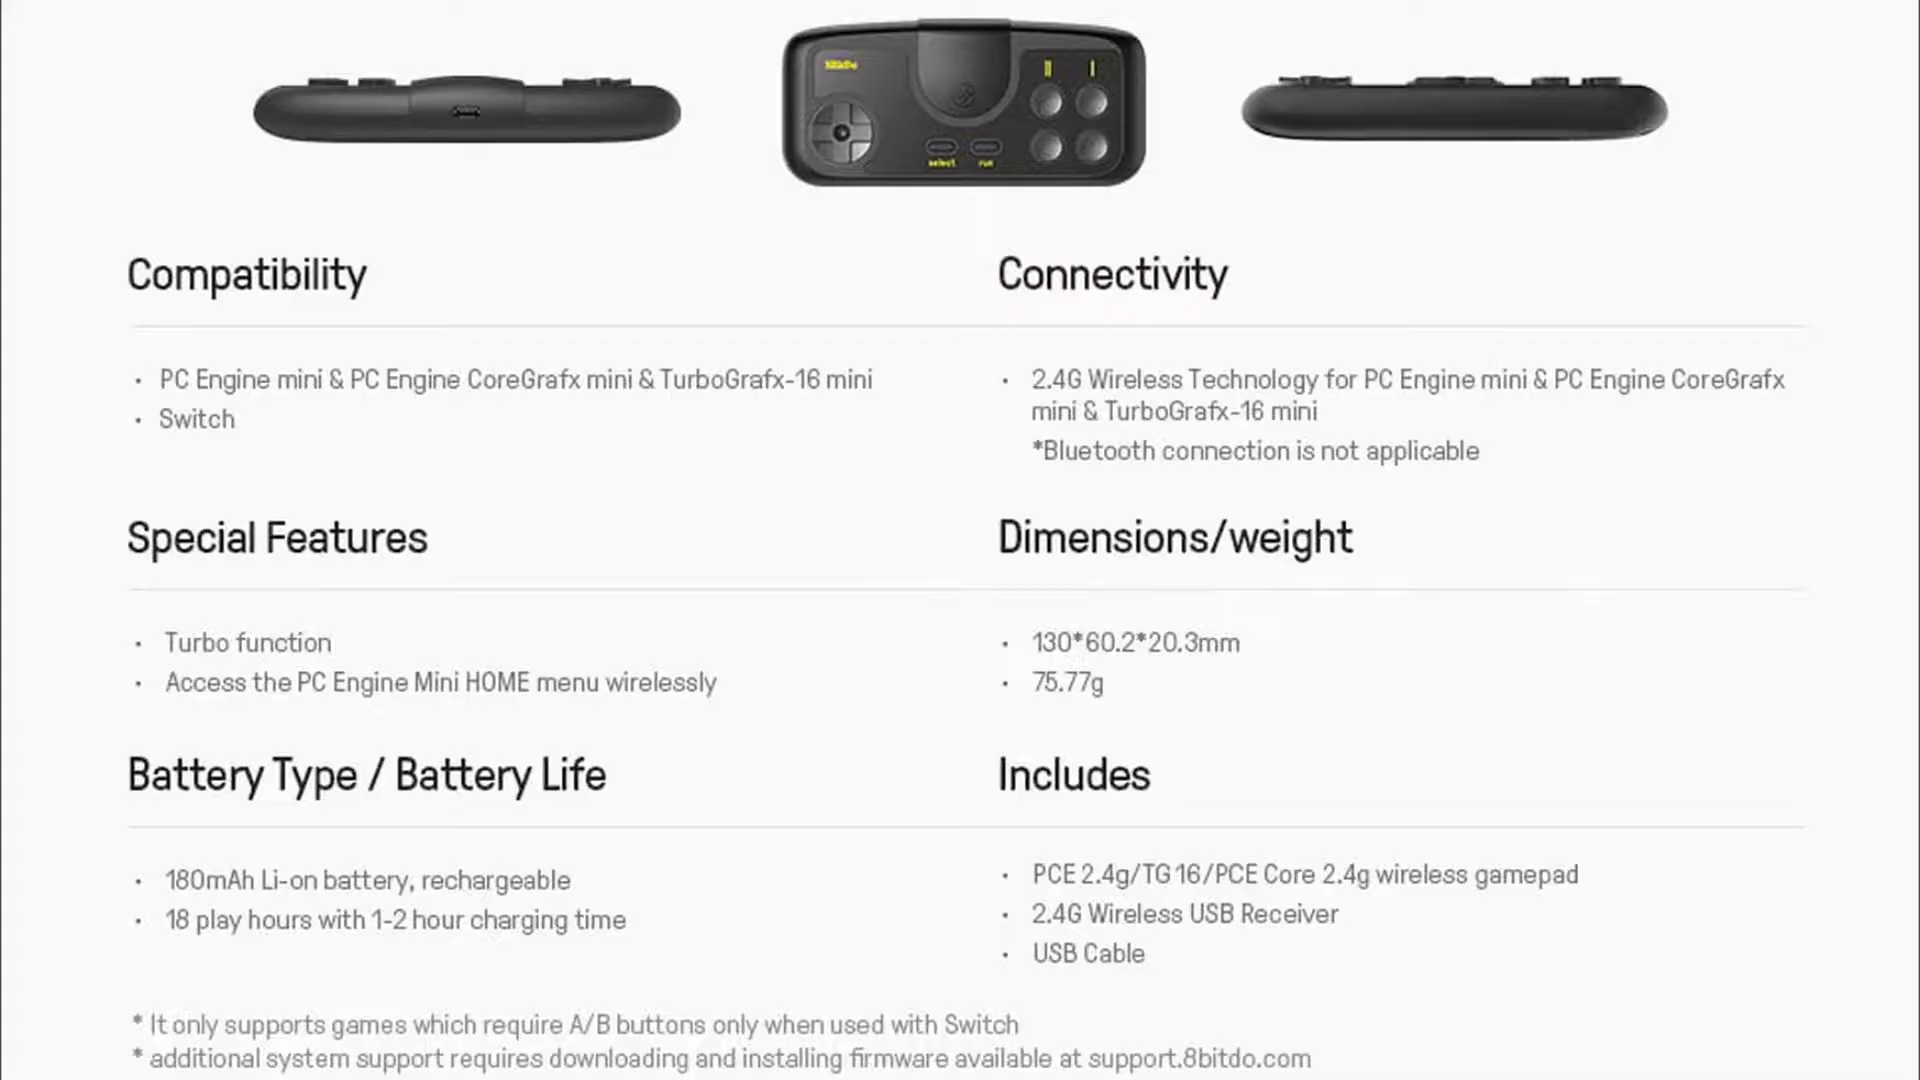 8BitDo
II I
select run
Compatibility
Connectivity
· PC Engine mini & PC Engine CoreGrafx mini & TurboGrafx-16 mini
· Switch
· 2.4G Wireless Technology for PC Engine mini & PC Engine CoreGrafx
mini & TurboGrafx-16 mini
*Bluetooth connection is not applicable
Special Features
Dimensions/weight
· Turbo function
· Access the PC Engine Mini HOME menu wirelessly
· 130*60.2*20.3mm
· 75.77g
Battery Type / Battery Life
Includes
· 180mAh Li-on battery, rechargeable
· 18 play hours with 1-2 hour charging time
· PCE 2.4g/TG 16/PCE Core 2.4g wireless gamepad
· 2.4G Wireless USB Receiver
· USB Cable
* It only supports games which require A/B buttons only when used with Switch
* additional system support requires downloading and installing firmware available at support.8bitdo.com